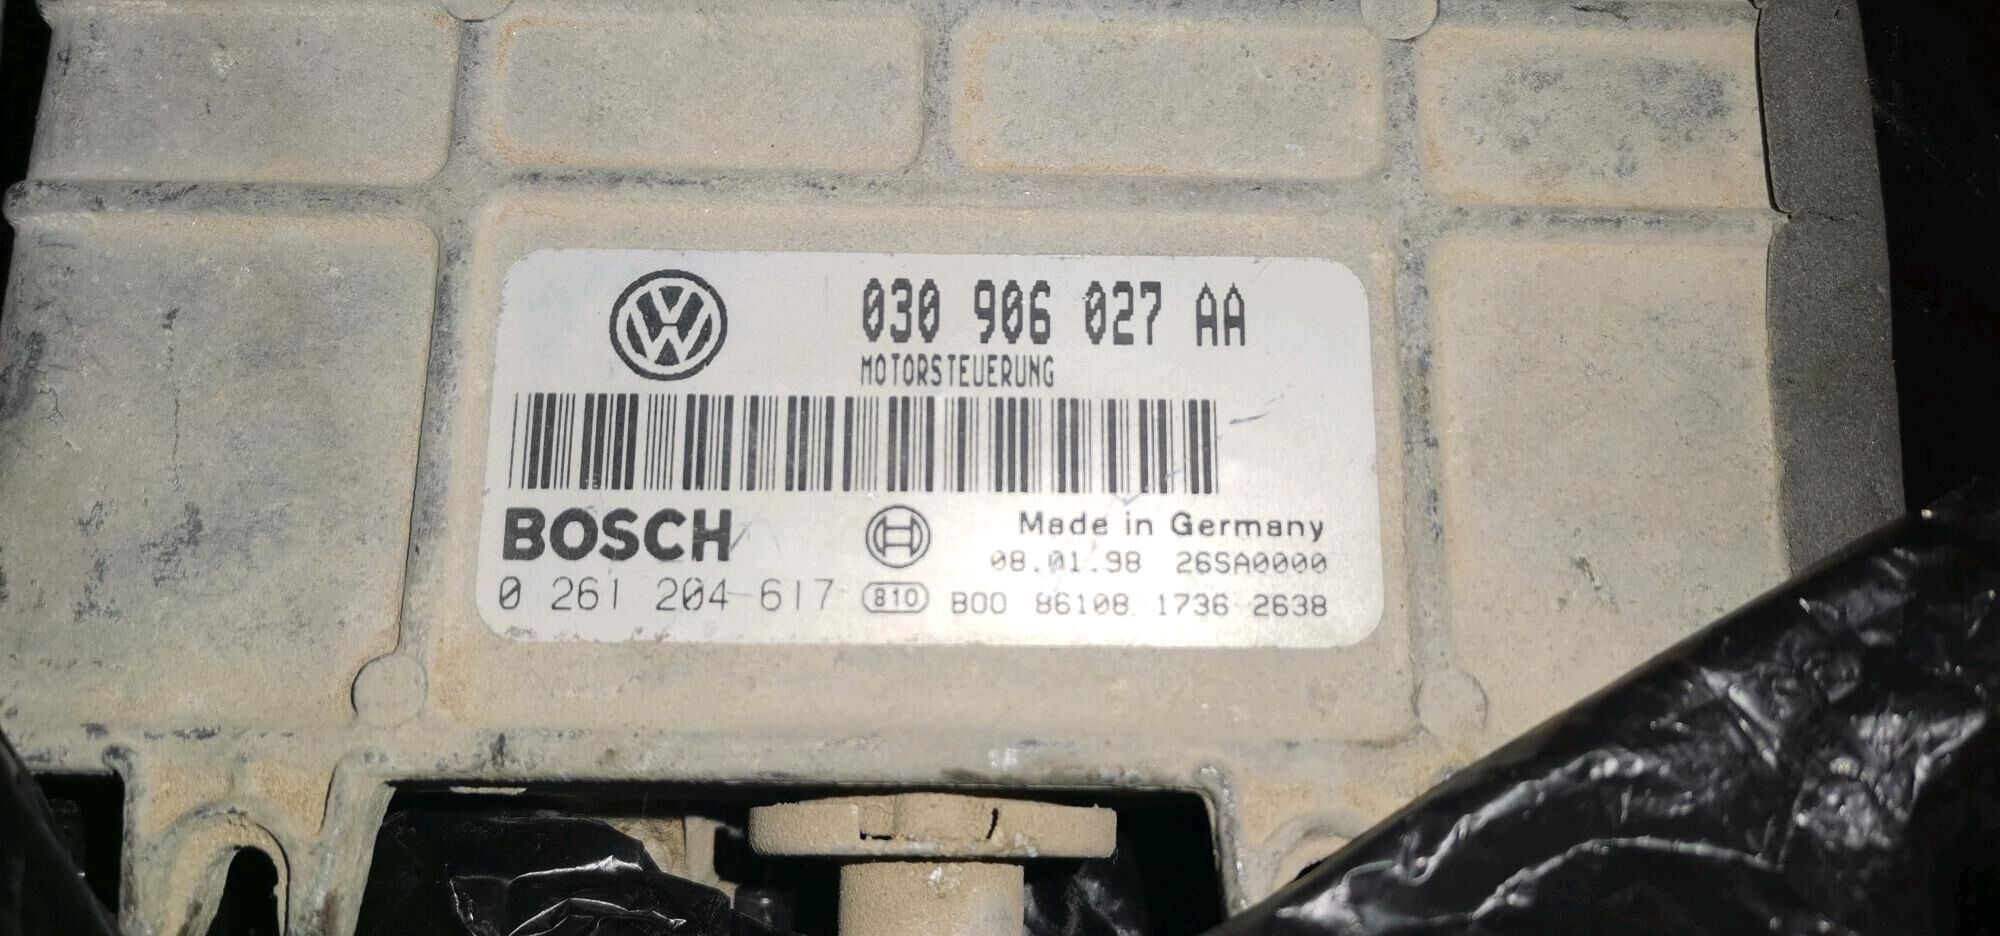 030 906 027 AA
MOTORSTEUERUNG
BOSCH
Made in Germany
08.01.98 26SA0000
0 261 204 617 810 B00 86108 1736 2638